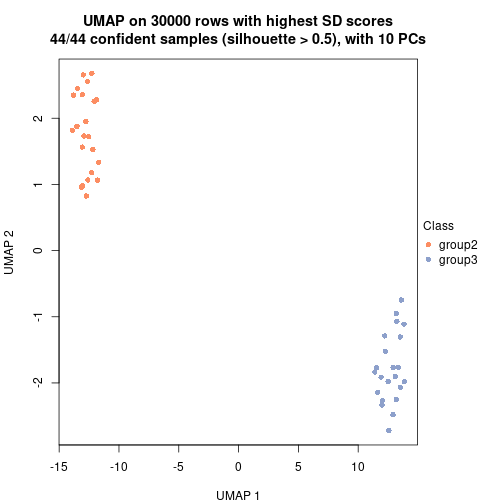 UMAP on 30000 rows with highest SD scores
44/44 confident samples (silhouette > 0.5), with 10 PCs
2
1
0
-1
-2
UMAP 2
-15
-10
-5
0
5
10
UMAP 1
Class
group2
group3